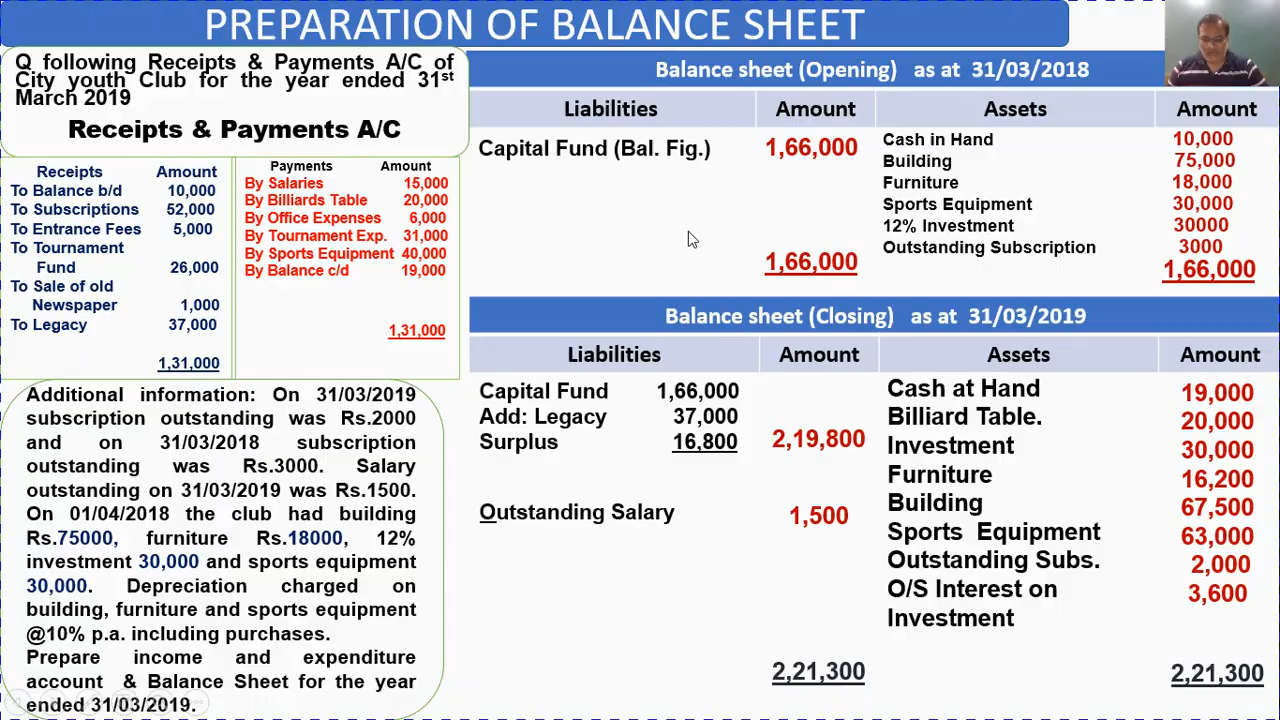 PREPARATION OF BALANCE SHEET
Q following Receipts & Payments A/C of
City youth Club for the year ended 31st
March 2019
Receipts & Payments A/C
Receipts Amount
To Balance b/d 10,000
To Subscriptions 52,000
To Entrance Fees 5,000
To Tournament
Fund 26,000
To Sale of old
Newspaper 1,000
To Legacy 37,000
1,31,000
Payments Amount
By Salaries 15,000
By Billiards Table 20,000
By Office Expenses 6,000
By Tournament Exp. 31,000
By Sports Equipment 40,000
By Balance c/d 19,000
1,31,000
Additional information: On 31/03/2019
subscription outstanding was Rs.2000
and on 31/03/2018 subscription
outstanding was Rs.3000. Salary
outstanding on 31/03/2019 was Rs.1500.
On 01/04/2018 the club had building
Rs.75000, furniture Rs.18000, 12%
investment 30,000 and sports equipment
30,000. Depreciation charged on
building, furniture and sports equipment
@10% p.a. including purchases.
Prepare income and expenditure
account & Balance Sheet for the year
ended 31/03/2019.
Balance sheet (Opening) as at 31/03/2018
Liabilities Amount Assets Amount
Capital Fund (Bal. Fig.) 1,66,000 Cash in Hand 10,000
Building 75,000
Furniture 18,000
Sports Equipment 30,000
12% Investment 30000
Outstanding Subscription 3000
1,66,000 1,66,000
Balance sheet (Closing) as at 31/03/2019
Liabilities Amount Assets Amount
Capital Fund 1,66,000 Cash at Hand 19,000
Add: Legacy 37,000 Billiard Table. 20,000
Surplus 16,800 2,19,800 Investment 30,000
Furniture 16,200
Outstanding Salary 1,500 Building 67,500
Sports Equipment 63,000
Outstanding Subs. 2,000
O/S Interest on 3,600
Investment
2,21,300 2,21,300